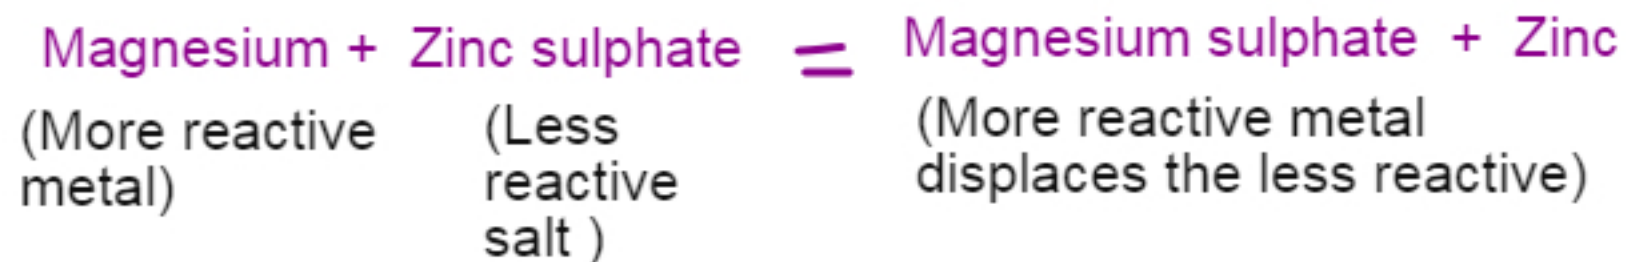 Magnesium + Zinc sulphate = Magnesium sulphate + Zinc
(More reactive
metal)
(Less
reactive
salt )
(More reactive metal
displaces the less reactive)